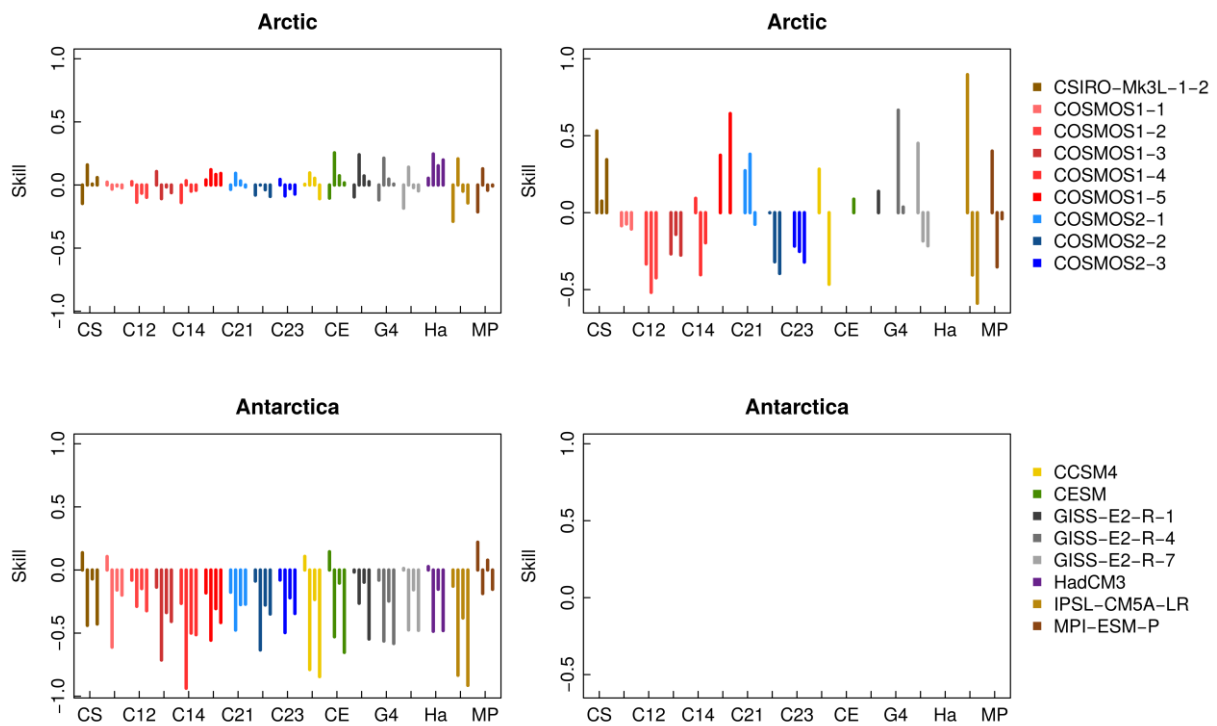 Arctic
Arctic
Skill
1.0
0.5
0.0
−0.5
−1.0
CS C12 C14 C21 C23 CE G4 Ha MP
Skill
1.0
0.5
0.0
−0.5
CS C12 C14 C21 C23 CE G4 Ha MP
CSIRO−Mk3L−1−2
COSMOS1−1
COSMOS1−2
COSMOS1−3
COSMOS1−4
COSMOS1−5
COSMOS2−1
COSMOS2−2
COSMOS2−3
Antarctica
Antarctica
Skill
1.0
0.5
0.0
−0.5
−1.0
CS C12 C14 C21 C23 CE G4 Ha MP
Skill
1.0
0.5
0.0
−0.5
CS C12 C14 C21 C23 CE G4 Ha MP
CCSM4
CESM
GISS−E2−R−1
GISS−E2−R−4
GISS−E2−R−7
HadCM3
IPSL−CM5A−LR
MPI−ESM−P